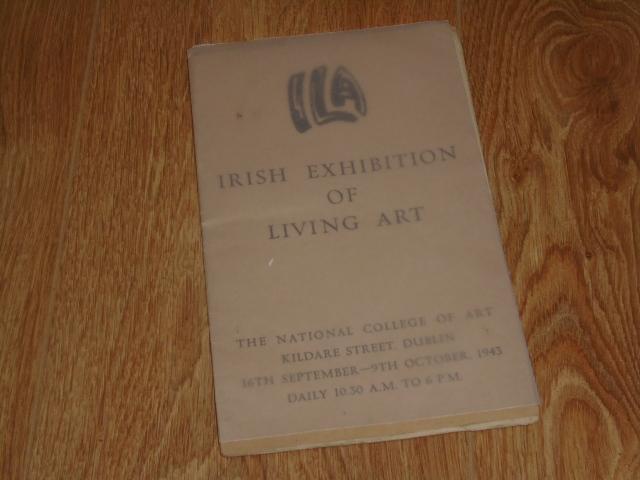 ILA
IRISH EXHIBITION
OF
LIVING ART
THE NATIONAL COLLEGE OF ART
KILDARE STREET, DUBLIN
16TH SEPTEMBER—9TH OCTOBER, 1943
DAILY 10.30 A.M. TO 6 P.M.